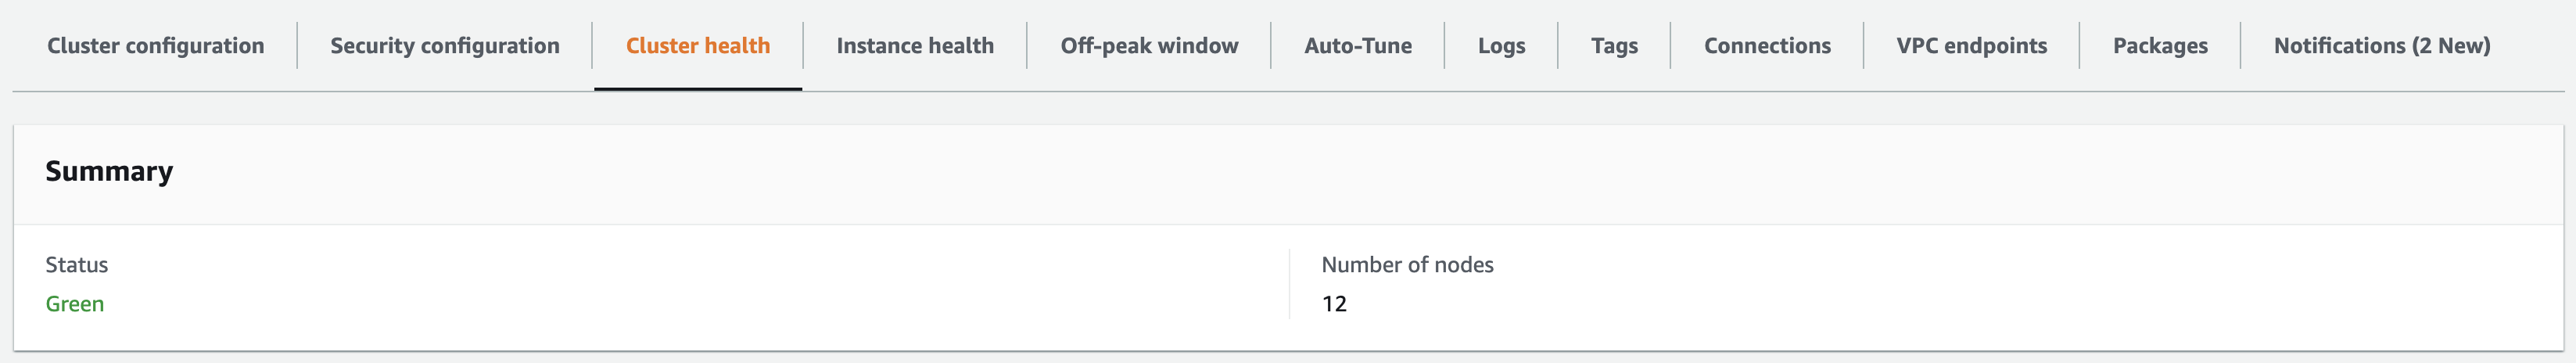 Cluster configuration Security configuration Cluster health Instance health Off-peak window Auto-Tune Logs Tags Connections VPC endpoints Packages Notifications (2 New)
Summary
Status
Green
Number of nodes
12